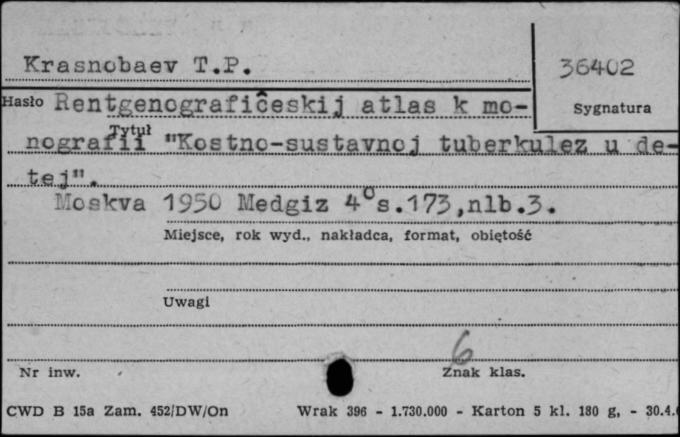 Krasnobaev T.P.
36402
Hasło Rentgenografičeskij atlas k mo-
Sygnatura
Tytuł
nografii "Kostno-sustavnoj tuberkulez u de-
tej".
Moskva 1950 Medgiz 4° s.173,nlb.3.
Miejsce, rok wyd., nakładca, format, objętość
Uwagi
6
Nr inw.
Znak klas.
CWD B 15a Zam. 452/DW/On Wrak 396 - 1.730.000 - Karton 5 kl. 180 g, - 30.4.